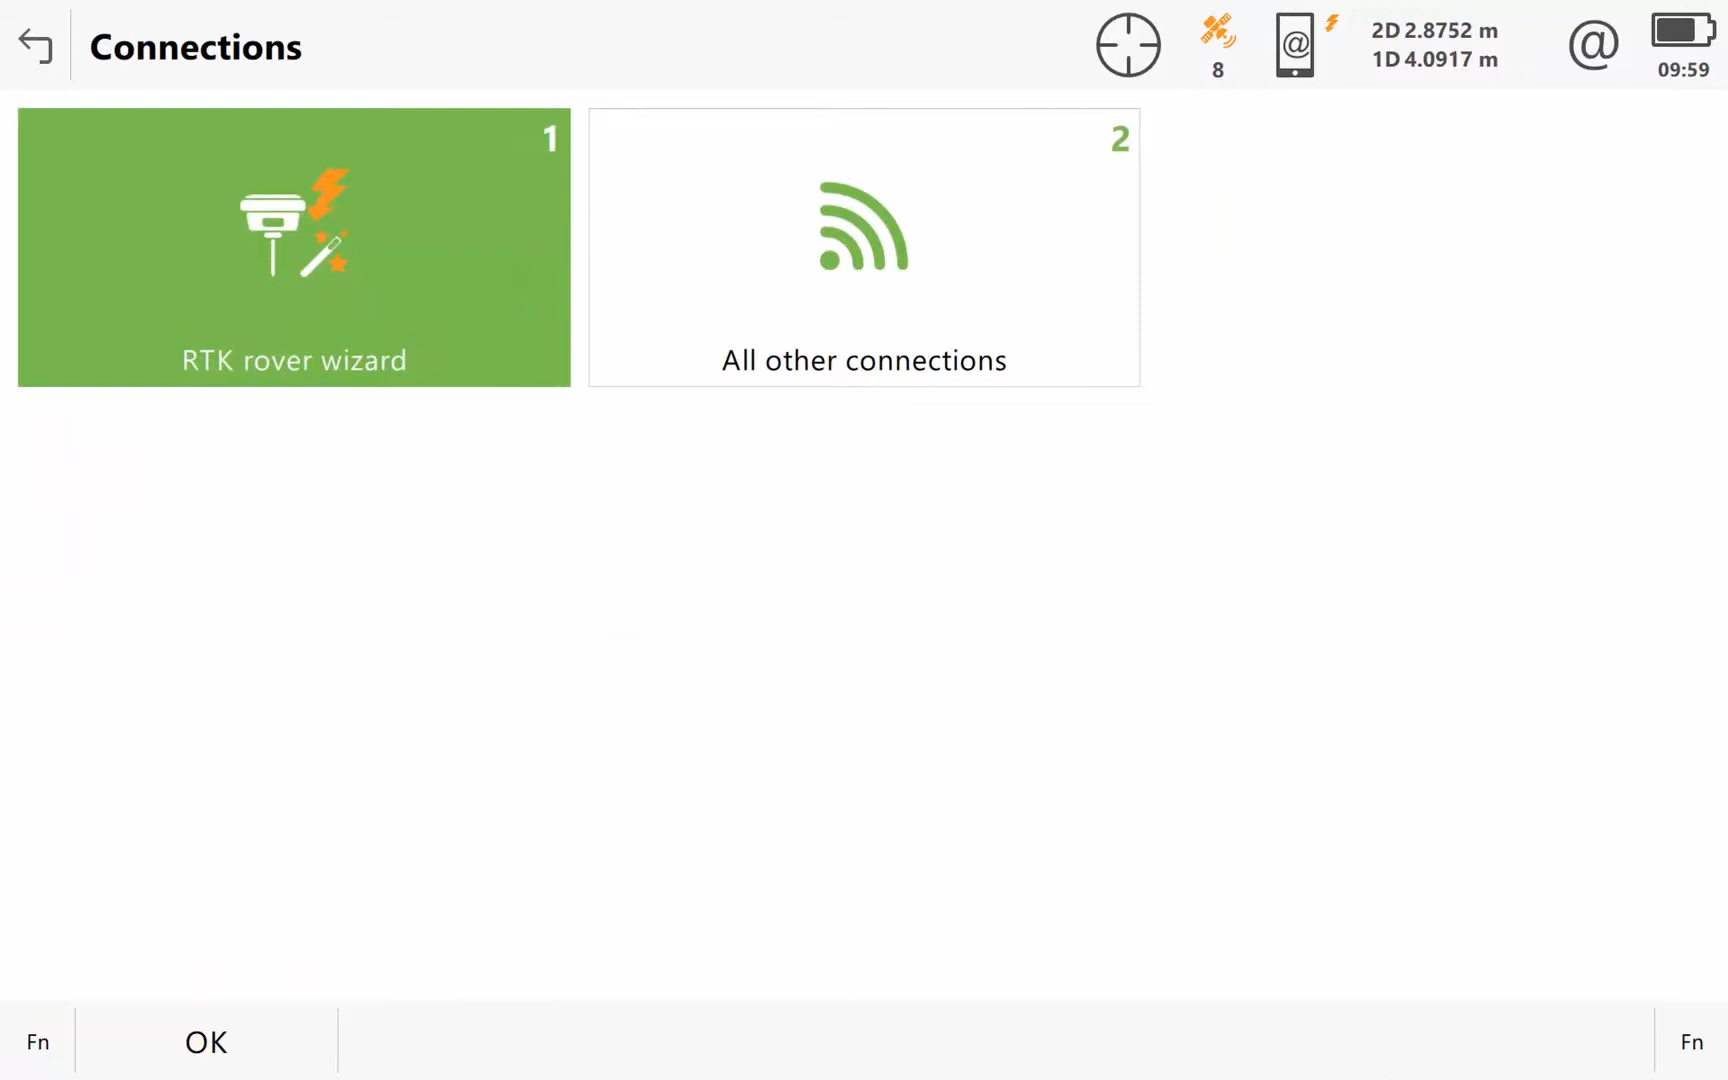 Connections
8
@
2D 2.8752 m
1D 4.0917 m
@
09:59
1
RTK rover wizard
2
All other connections
Fn
OK
Fn